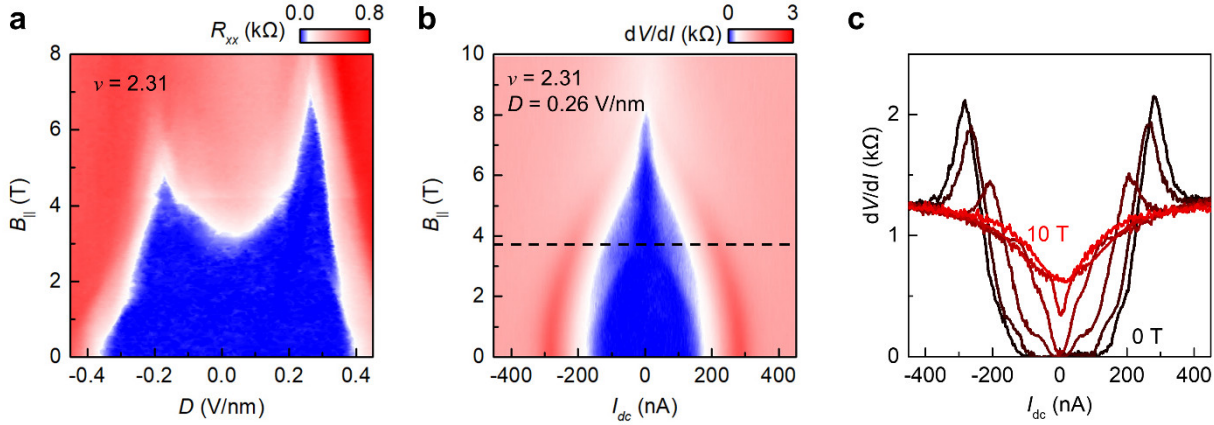 a
R_xx (kΩ)
0.0 0.8
ν = 2.31
8
6
4
2
0
B_|| (T)
-0.4 -0.2 0.0 0.2 0.4
D (V/nm)
b
dV/dI (kΩ)
0 3
ν = 2.31
D = 0.26 V/nm
10
8
6
4
2
0
B_|| (T)
-400 -200 0 200 400
I_dc (nA)
c
2
1
0
dV/dI (kΩ)
10 T
0 T
-400 -200 0 200 400
I_dc (nA)